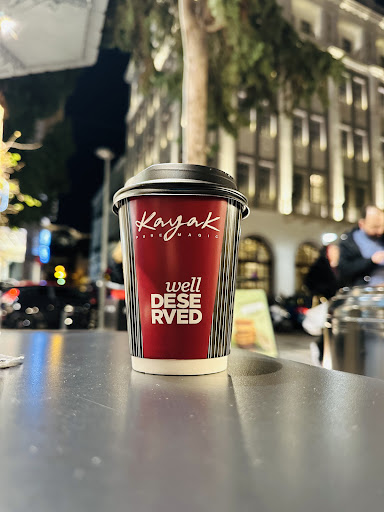 Kayak
PURE MAGIC
well
DESE
RVED